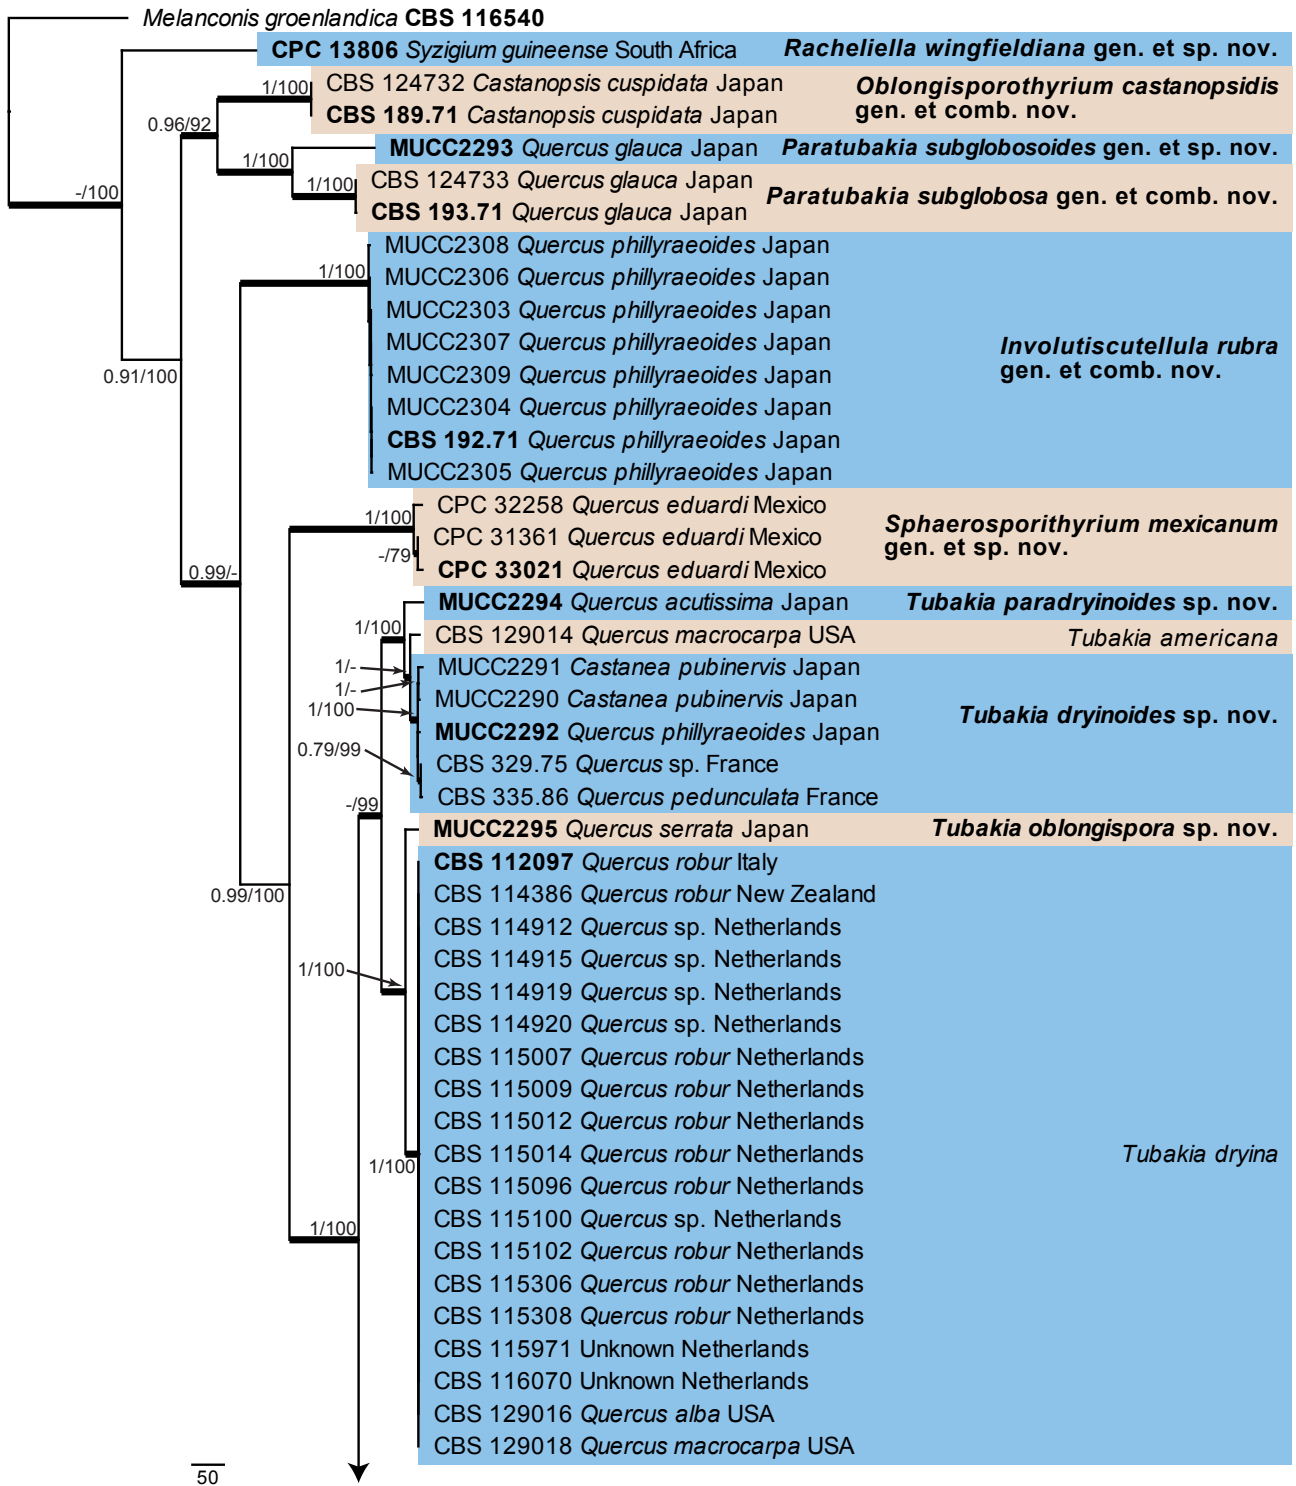 Melanconis groenlandica CBS 116540
CPC 13806 Syzigium guineense South Africa
Racheliella wingfieldiana gen. et sp. nov.
1/100
CBS 124732 Castanopsis cuspidata Japan
CBS 189.71 Castanopsis cuspidata Japan
Oblongisporothyrium castanopsidis
gen. et comb. nov.
0.96/92
1/100
MUCC2293 Quercus glauca Japan
Paratubakia subglobosoides gen. et sp. nov.
-/100
1/100
CBS 124733 Quercus glauca Japan
CBS 193.71 Quercus glauca Japan
Paratubakia subglobosa gen. et comb. nov.
1/100
MUCC2308 Quercus phillyraeoides Japan
MUCC2306 Quercus phillyraeoides Japan
MUCC2303 Quercus phillyraeoides Japan
MUCC2307 Quercus phillyraeoides Japan
MUCC2309 Quercus phillyraeoides Japan
MUCC2304 Quercus phillyraeoides Japan
CBS 192.71 Quercus phillyraeoides Japan
MUCC2305 Quercus phillyraeoides Japan
Involutiscutellula rubra
gen. et comb. nov.
0.91/100
1/100
CPC 32258 Quercus eduardi Mexico
CPC 31361 Quercus eduardi Mexico
-/79
CPC 33021 Quercus eduardi Mexico
Sphaerosporithyrium mexicanum
gen. et sp. nov.
0.99/-
MUCC2294 Quercus acutissima Japan
Tubakia paradryinoides sp. nov.
1/100
CBS 129014 Quercus macrocarpa USA
Tubakia americana
1/-
1/-
1/100
0.79/99
MUCC2291 Castanea pubinervis Japan
MUCC2290 Castanea pubinervis Japan
MUCC2292 Quercus phillyraeoides Japan
CBS 329.75 Quercus sp. France
CBS 335.86 Quercus pedunculata France
Tubakia dryinoides sp. nov.
-/99
MUCC2295 Quercus serrata Japan
Tubakia oblongispora sp. nov.
0.99/100
1/100
CBS 112097 Quercus robur Italy
CBS 114386 Quercus robur New Zealand
CBS 114912 Quercus sp. Netherlands
CBS 114915 Quercus sp. Netherlands
CBS 114919 Quercus sp. Netherlands
CBS 114920 Quercus sp. Netherlands
CBS 115007 Quercus robur Netherlands
CBS 115009 Quercus robur Netherlands
CBS 115012 Quercus robur Netherlands
CBS 115014 Quercus robur Netherlands
1/100
CBS 115096 Quercus robur Netherlands
CBS 115100 Quercus sp. Netherlands
CBS 115102 Quercus robur Netherlands
CBS 115306 Quercus robur Netherlands
CBS 115308 Quercus robur Netherlands
CBS 115971 Unknown Netherlands
CBS 116070 Unknown Netherlands
CBS 129016 Quercus alba USA
CBS 129018 Quercus macrocarpa USA
Tubakia dryina
1/100
50